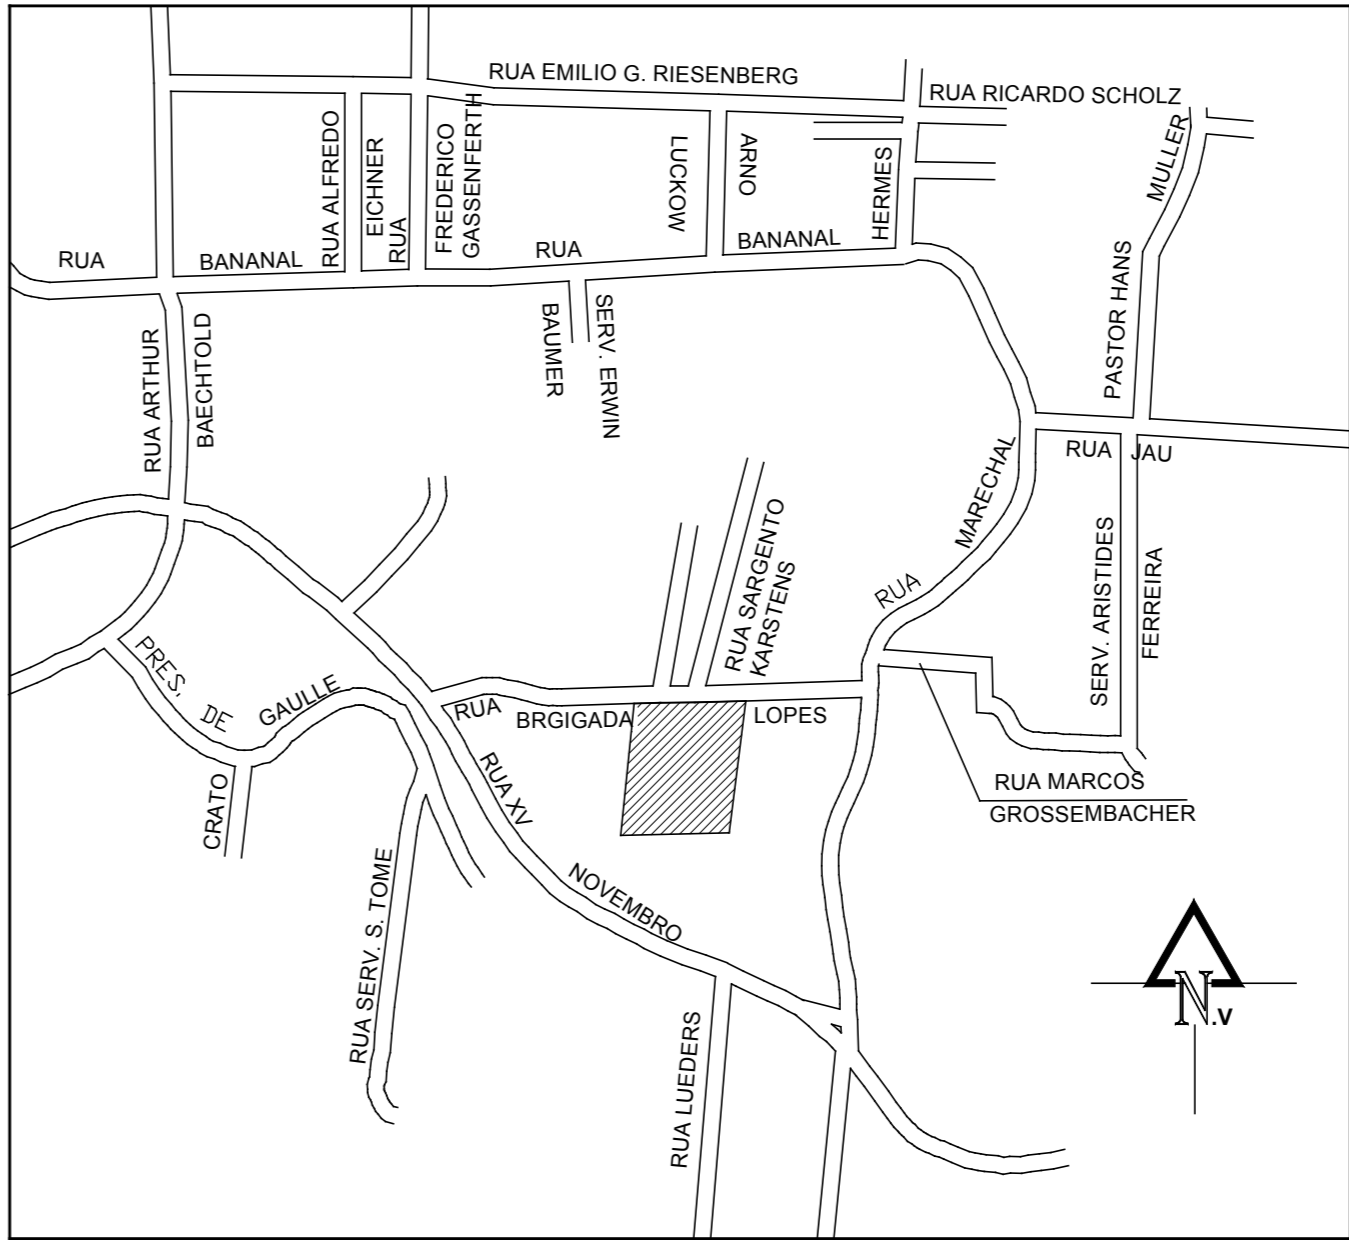 RUA EMILIO G. RIESENBERG
RUA RICARDO SCHOLZ
RUA ALFREDO
EICHNER
RUA
FREDERICO
GASSENFERTH
LUCKOW
ARNO
HERMES
MULLER
PASTOR HANS
RUA
BANANAL
RUA
BANANAL
RUA ARTHUR
BAECHTOLD
BAUMER
SERV. ERWIN
RUA JAU
MARECHAL
RUA
SERV. ARISTIDES
FERREIRA
RUA SARGENTO
KARSTENS
PRES, DE
GAULLE
RUA
BRGIGADA
LOPES
CRATO
RUA XV
NOVEMBRO
RUA MARCOS
GROSSEMBACHER
RUA SERV. S. TOME
RUA LUEDERS
N.V